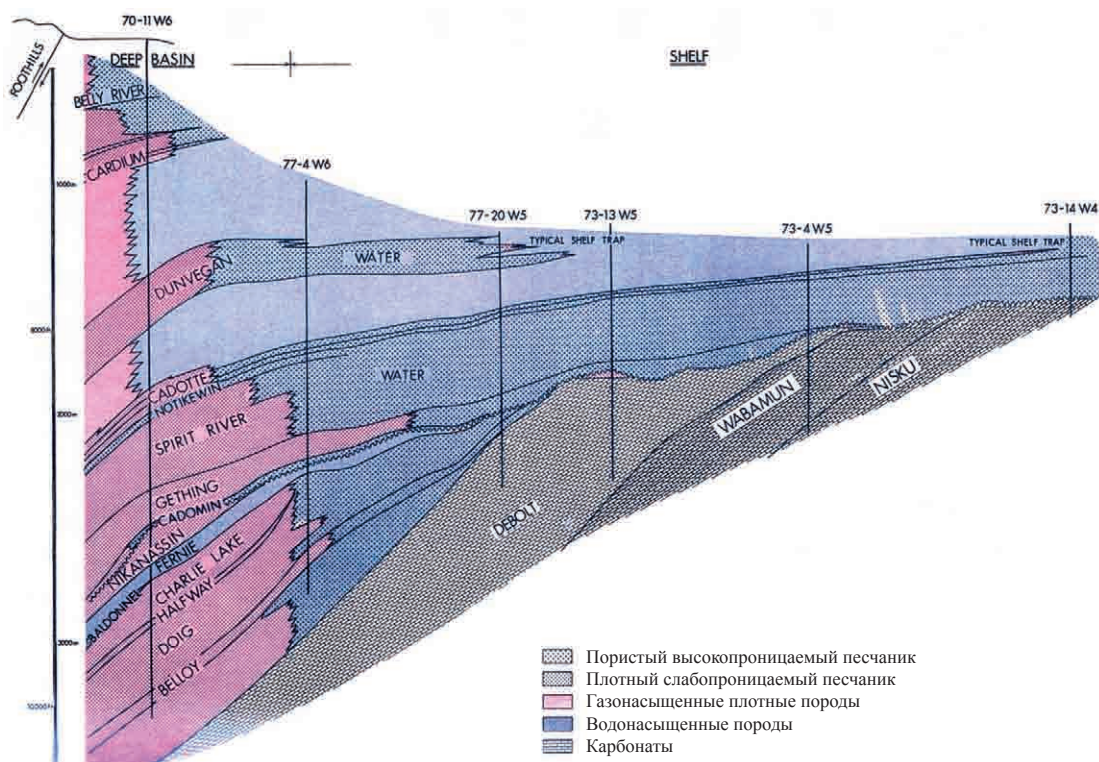 70-11 W6
FOOTHILLS
DEEP BASIN
SHELF
BELLY RIVER
CARDIUM
77-4 W6
1000m
77-20 W5
73-13 W5
73-4 W5
73-14 W4
TYPICAL SHELF TRAP
TYPICAL SHELF TRAP
DUNVEGAN
WATER
CADOTTE
NOTIKEWIN
WATER
SPIRIT RIVER
GETHING
CADOMIN
NIKANASSIN
FERNIE
BALDONNEL
CHARLIE LAKE
HALFWAY
DOIG
BELLOY
DEBOLT
WABAMUN
NISKU
Пористый высокопроницаемый песчаник
Плотный слабопроницаемый песчаник
Газонасыщенные плотные породы
Водонасыщенные породы
Карбонаты